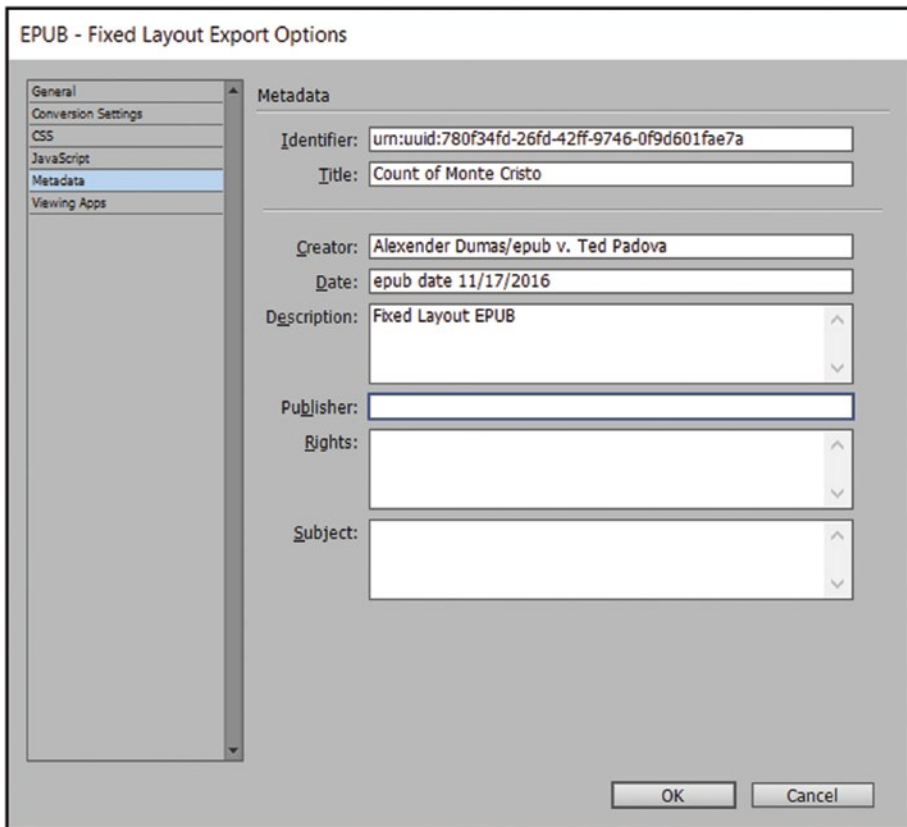 EPUB - Fixed Layout Export Options
General
Conversion Settings
CSS
JavaScript
Metadata
Viewing Apps
Metadata
Identifier: urn:uuid:780f34fd-26fd-42ff-9746-0f9d601fae7a
Title: Count of Monte Cristo
Creator: Alexender Dumas/epub v. Ted Padova
Date: epub date 11/17/2016
Description: Fixed Layout EPUB
Publisher:
Rights:
Subject:
OK Cancel